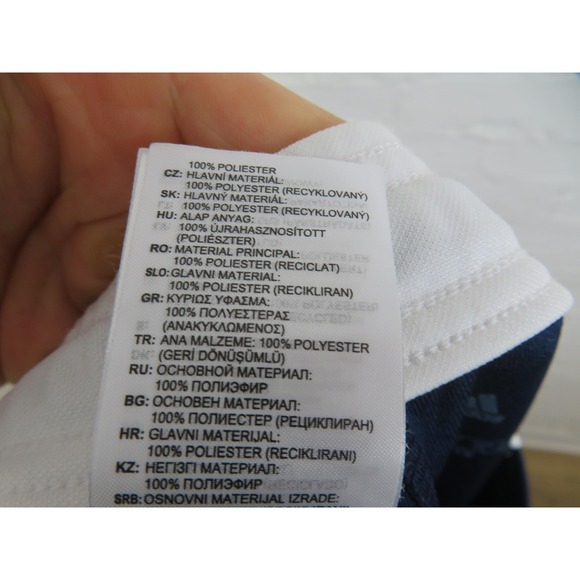 100% POLIESTER
CZ: HLAVNÍ MATERIÁL:
100% POLYESTER (RECYKLOVANÝ)
SK: HLAVNÝ MATERIÁL:
100% POLYESTER (RECYKLOVANÝ)
HU: ALAP ANYAG:
100% ÚJRAHASZNOSÍTOTT
(POLIÉSZTER)
RO: MATERIAL PRINCIPAL:
100% POLIESTER (RECICLAT)
SLO: GLAVNI MATERIAL:
100% POLIESTER (RECIKLIRAN)
GR: ΚΥΡΙΩΣ ΥΦΑΣΜΑ:
100% ΠΟΛΥΕΣΤΕΡΑΣ
(ΑΝΑΚΥΚΛΩΜΕΝΟΣ)
TR: ANA MALZEME: 100% POLYESTER
(GERİ DÖNÜŞÜMLÜ)
RU: ОСНОВНОЙ МАТЕРИАЛ:
100% ПОЛИЭФИР
BG: ОСНОВЕН МАТЕРИАЛ:
100% ПОЛИЕСТЕР (РЕЦИКЛИРАН)
HR: GLAVNI MATERIJAL:
100% POLIESTER (RECIKLIRANI)
KZ: НЕГІЗГІ МАТЕРИАЛ:
100% ПОЛИЭФИР
SRB: OSNOVNI MATERIJAL IZRADE: